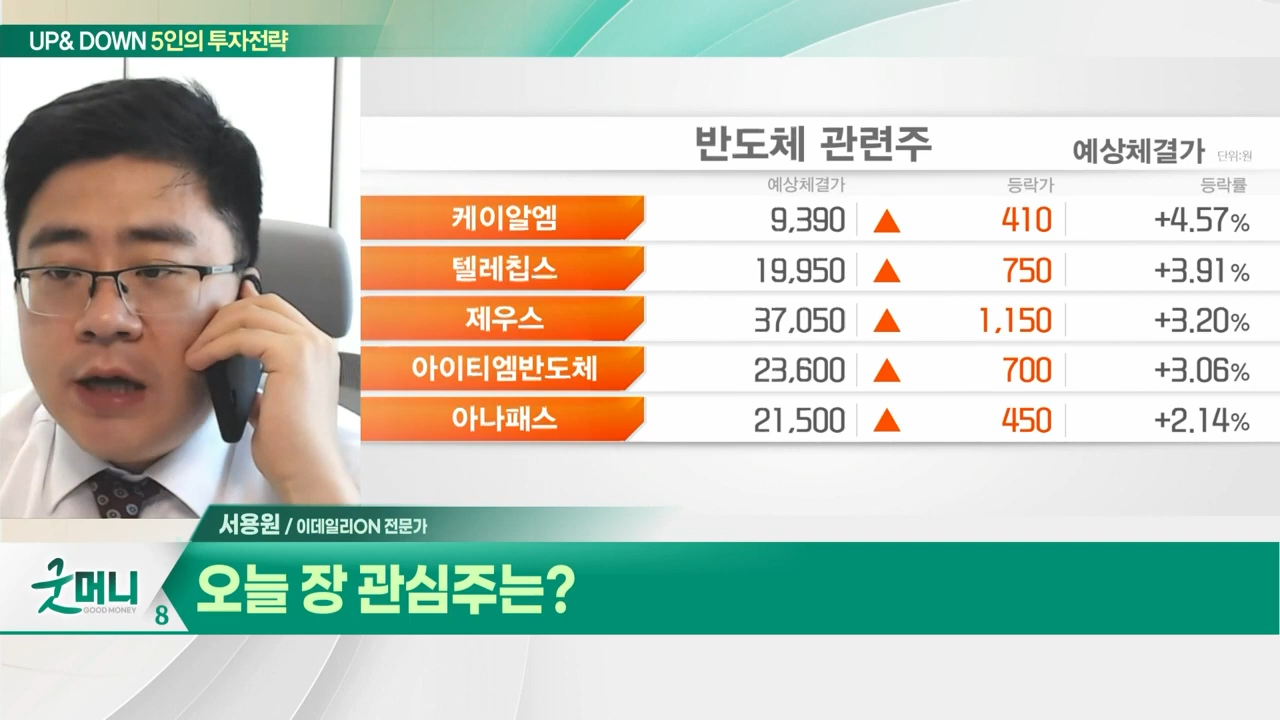 UP& DOWN 5인의 투자전략
반도체 관련주 예상체결가 단위:원
예상체결가 등락가 등락률
케이알엠 9,390 ▲ 410 +4.57%
텔레칩스 19,950 ▲ 750 +3.91%
제우스 37,050 ▲ 1,150 +3.20%
아이티엠반도체 23,600 ▲ 700 +3.06%
아나패스 21,500 ▲ 450 +2.14%
서용원 / 이데일리ON 전문가
굿머니
GOOD MONEY
8
오늘 장 관심주는?